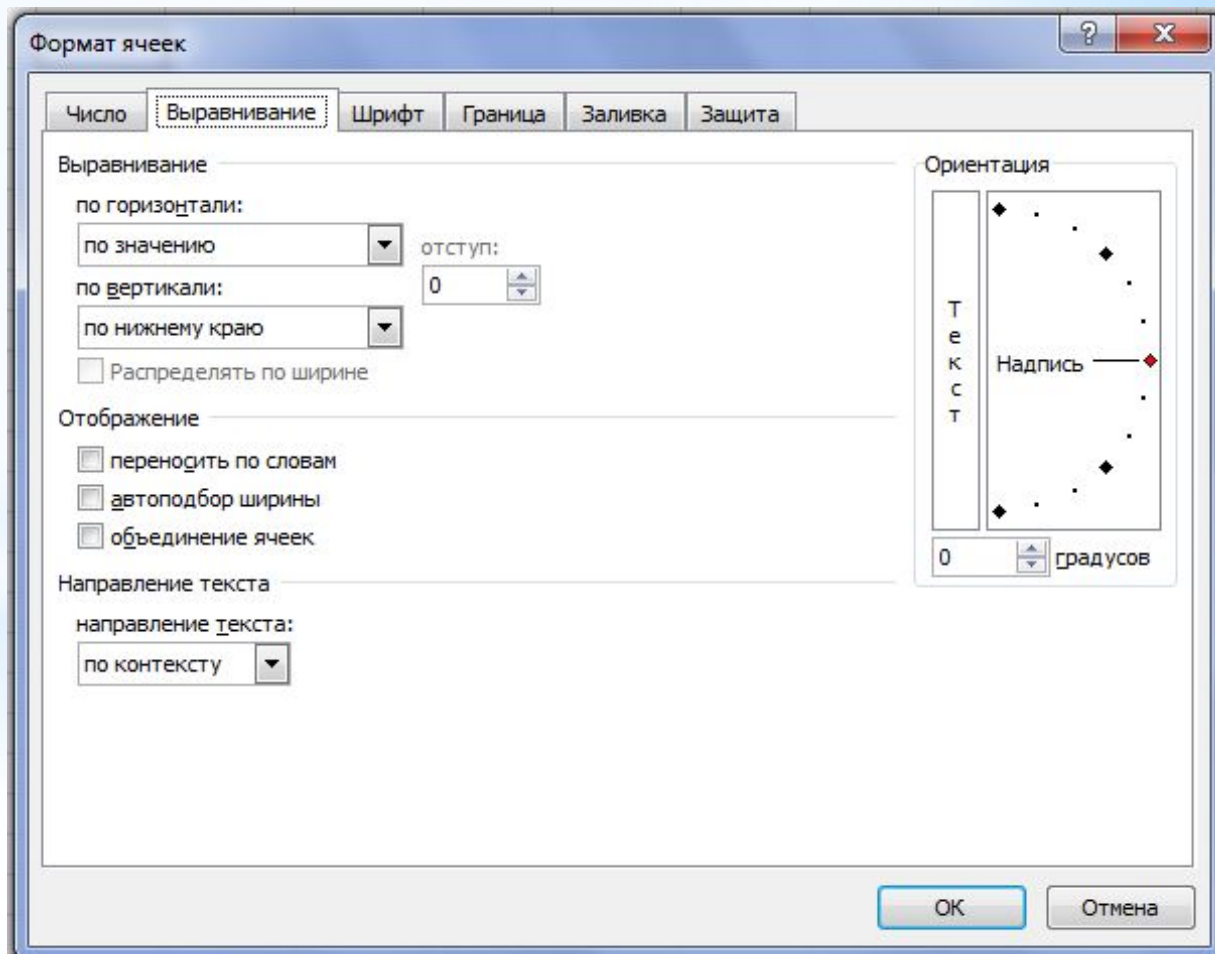 Формат ячеек
Число Выравнивание Шрифт Граница Заливка Защита
Выравнивание
по горизонтали:
по значению
отступ:
0
по вертикали:
по нижнему краю
Распределять по ширине
Отображение
переносить по словам
автоподбор ширины
объединение ячеек
Направление текста
направление текста:
по контексту
Ориентация
Текст
Надпись
0 градусов
ОК Отмена